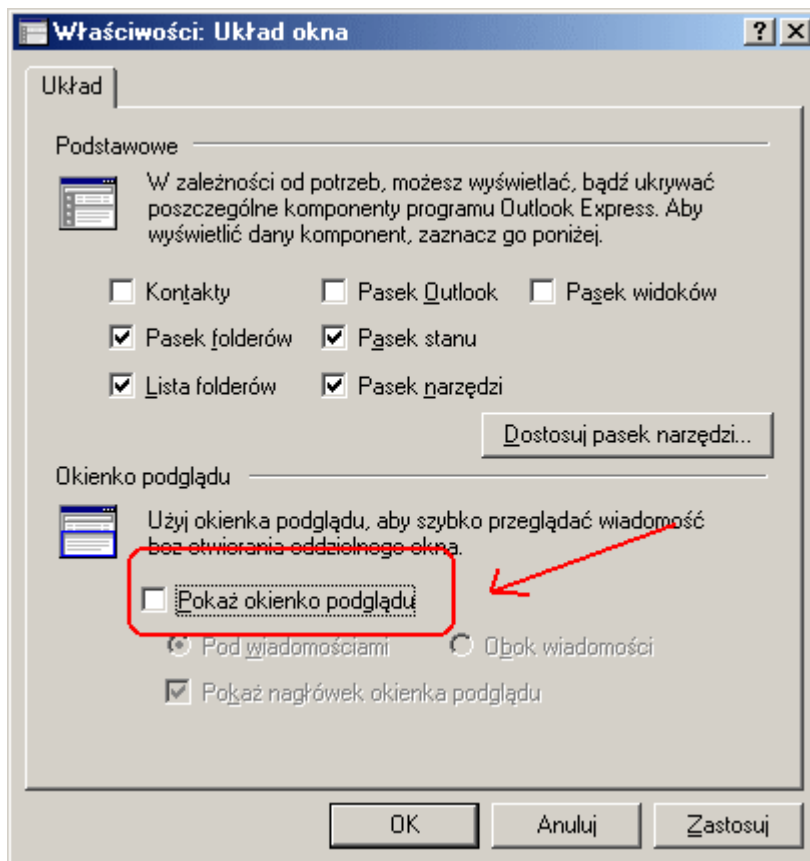 Właściwości: Układ okna
Układ
Podstawowe
W zależności od potrzeb, możesz wyświetlać, bądź ukrywać
poszczególne komponenty programu Outlook Express. Aby
wyświetlić dany komponent, zaznacz go poniżej.
Kontakty Pasek Outlook Pasek widoków
Pasek folderów Pasek stanu
Lista folderów Pasek narzędzi
Dostosuj pasek narzędzi...
Okienko podglądu
Użyj okienka podglądu, aby szybko przeglądać wiadomość
bez otwierania oddzielnego okna.
Pokaż okienko podglądu
Pod wiadomościami Obok wiadomości
Pokaż nagłówek okienka podglądu
OK Anuluj Zastosuj